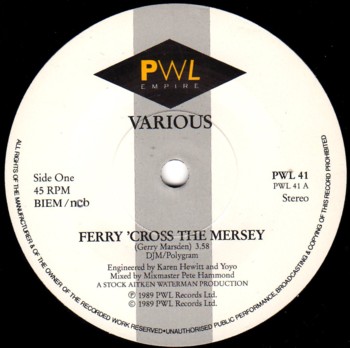 PWL
EMPIRE
VARIOUS
Side One
45 RPM
BIEM/ncb
PWL 41
PWL 41 A
Stereo
FERRY 'CROSS THE MERSEY
(Gerry Marsden) 3.58
DJM/Polygram
Engineered by Karen Hewitt and Yoyo
Mixed by Mixmaster Pete Hammond
A STOCK AITKEN WATERMAN PRODUCTION
℗ 1989 PWL Records Ltd.
© 1989 PWL Records Ltd.
ALL RIGHTS OF THE MANUFACTURER & OF THE OWNER OF THE RECORDED WORK RESERVED•UNAUTHORISED PUBLIC PERFORMANCE, BROADCASTING & COPYING OF THIS RECORD PROHIBITED